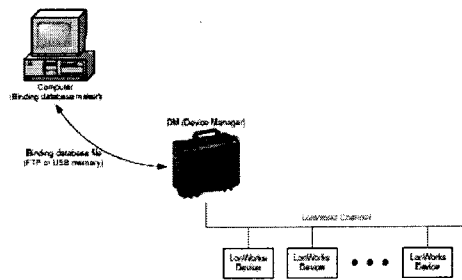 Computer
(Binding database maker)
DM (Device Manager)
Binding database file
(FTP or USB memory)
LonWorks Channel
LonWorks
Device
LonWorks
Device
LonWorks
Device